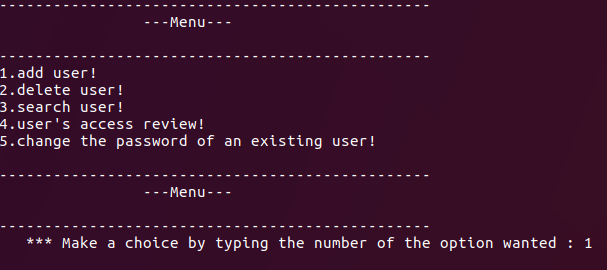 ------------------------------------------------
---Menu---
------------------------------------------------
1.add user!
2.delete user!
3.search user!
4.user's access review!
5.change the password of an existing user!
------------------------------------------------
---Menu---
------------------------------------------------
*** Make a choice by typing the number of the option wanted : 1